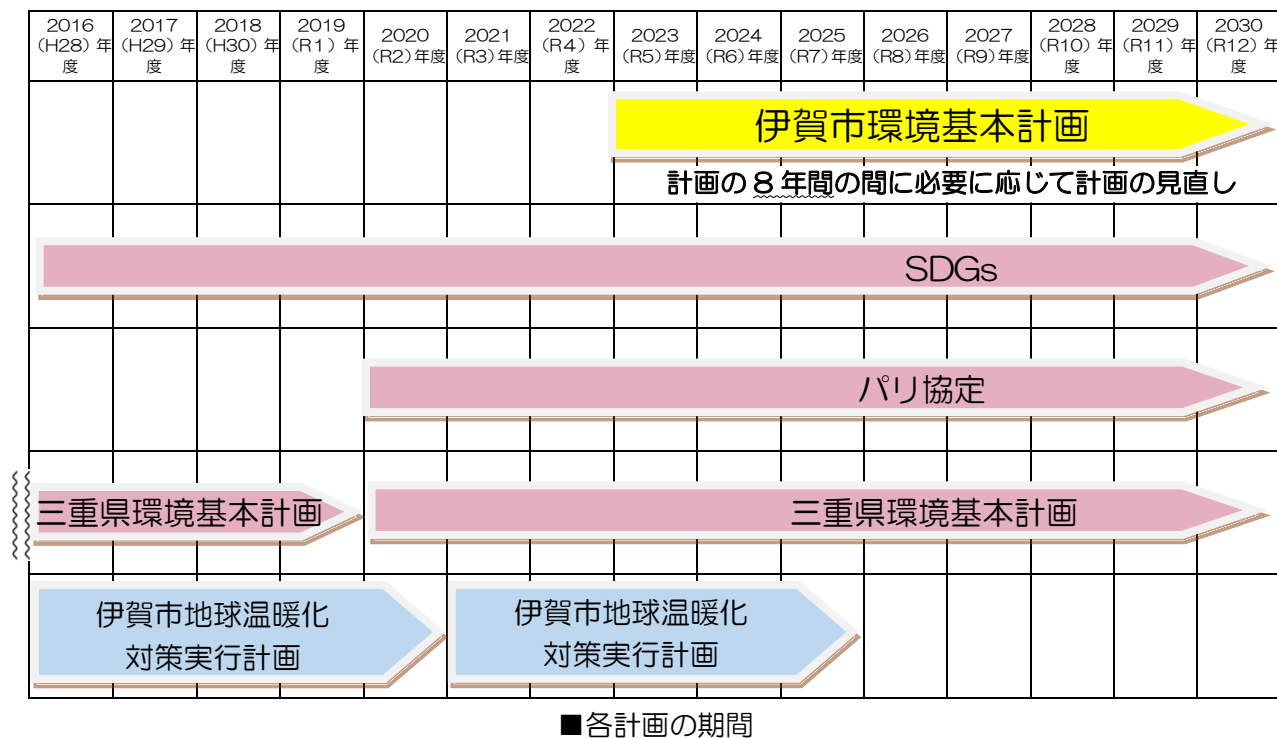 2016
(H28)年
度
2017
(H29)年
度
2018
(H30)年
度
2019
(R1)年
度
2020
(R2)年度
2021
(R3)年度
2022
(R4)年
度
2023
(R5)年度
2024
(R6)年度
2025
(R7)年度
2026
(R8)年度
2027
(R9)年度
2028
(R10)年
度
2029
(R11)年
度
2030
(R12)年
度
伊賀市環境基本計画
計画の8年間の間に必要に応じて計画の見直し
SDGs
パリ協定
三重県環境基本計画
三重県環境基本計画
伊賀市地球温暖化
対策実行計画
伊賀市地球温暖化
対策実行計画
■各計画の期間